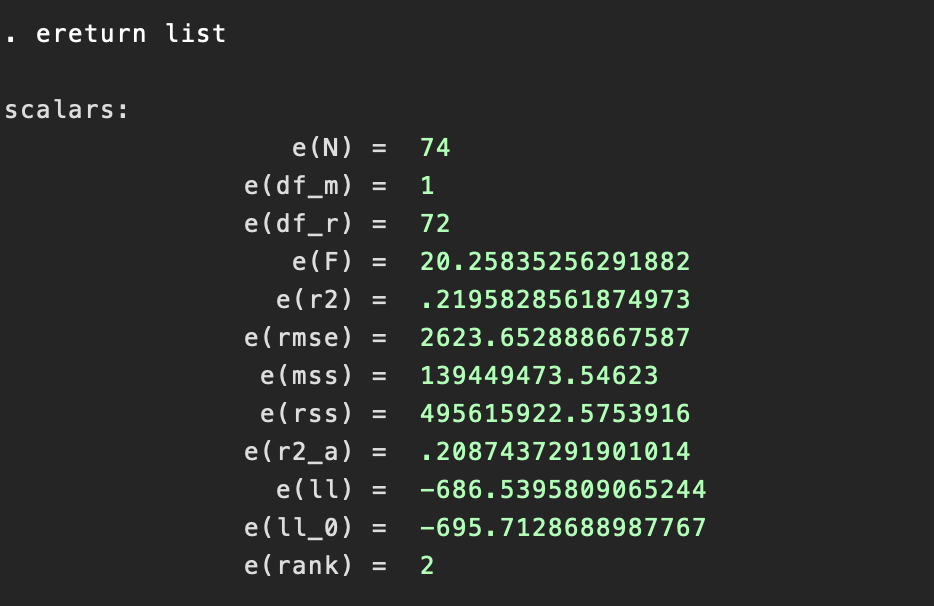 . ereturn list
scalars:
e(N) = 74
e(df_m) = 1
e(df_r) = 72
e(F) = 20.25835256291882
e(r2) = .2195828561874973
e(rmse) = 2623.652888667587
e(mss) = 139449473.54623
e(rss) = 495615922.5753916
e(r2_a) = .2087437291901014
e(ll) = -686.5395809065244
e(ll_0) = -695.7128688987767
e(rank) = 2